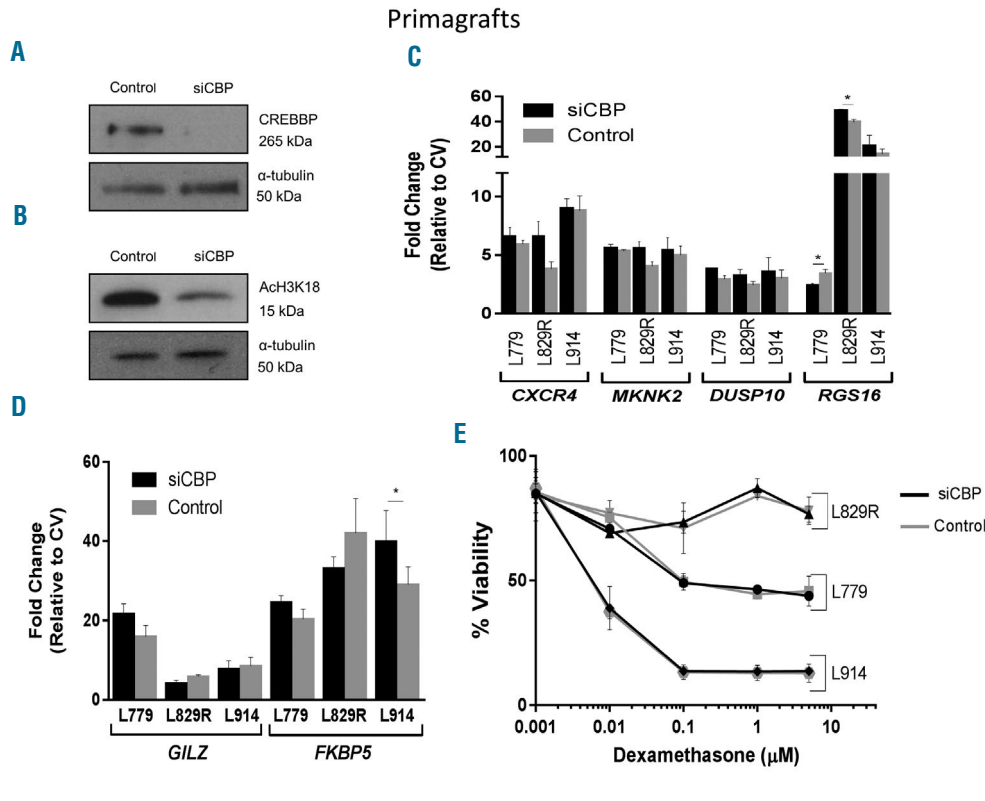 Primagrafts
A
Control siCBP
CREBBP
265 kDa
α-tubulin
50 kDa
B
Control siCBP
AcH3K18
15 kDa
α-tubulin
50 kDa
C
siCBP
Control
Fold Change
(Relative to CV)
60
40
20
10
5
0
*
*
L779 L829R L914 L779 L829R L914 L779 L829R L914 L779 L829R L914
CXCR4 MKNK2 DUSP10 RGS16
D
siCBP
Control
Fold Change
(Relative to CV)
60
40
20
0
*
L779 L829R L914 L779 L829R L914
GILZ FKBP5
E
% Viability
100
50
0
L829R
L779
L914
siCBP
Control
0.001 0.01 0.1 1 10
Dexamethasone (μM)